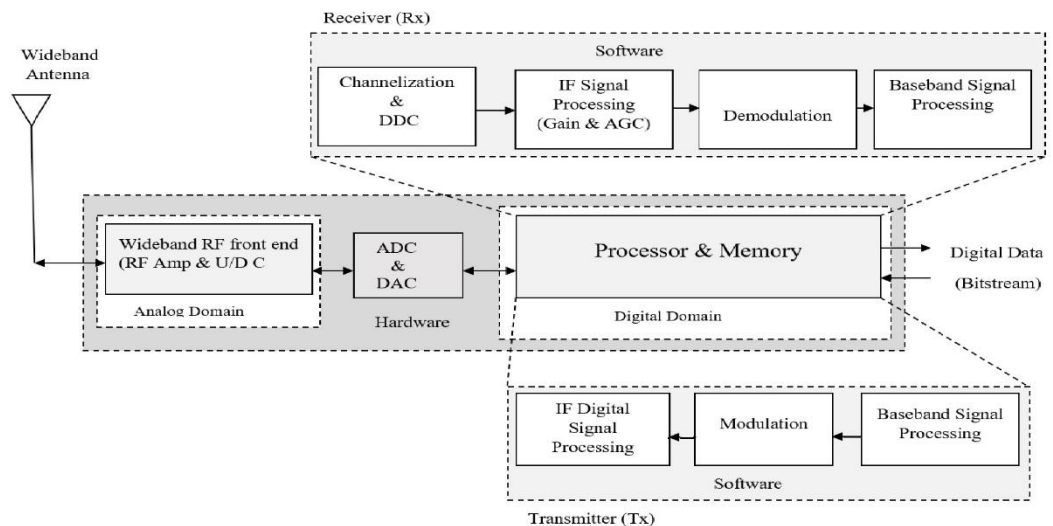 Receiver (Rx)
Software
Wideband
Antenna
Channelization
&
DDC
IF Signal
Processing
(Gain & AGC)
Demodulation
Baseband Signal
Processing
Wideband RF front end
(RF Amp & U/D C
Analog Domain
ADC
&
DAC
Hardware
Processor & Memory
Digital Domain
Digital Data
(Bitstream)
IF Digital
Signal
Processing
Modulation
Baseband Signal
Processing
Software
Transmitter (Tx)